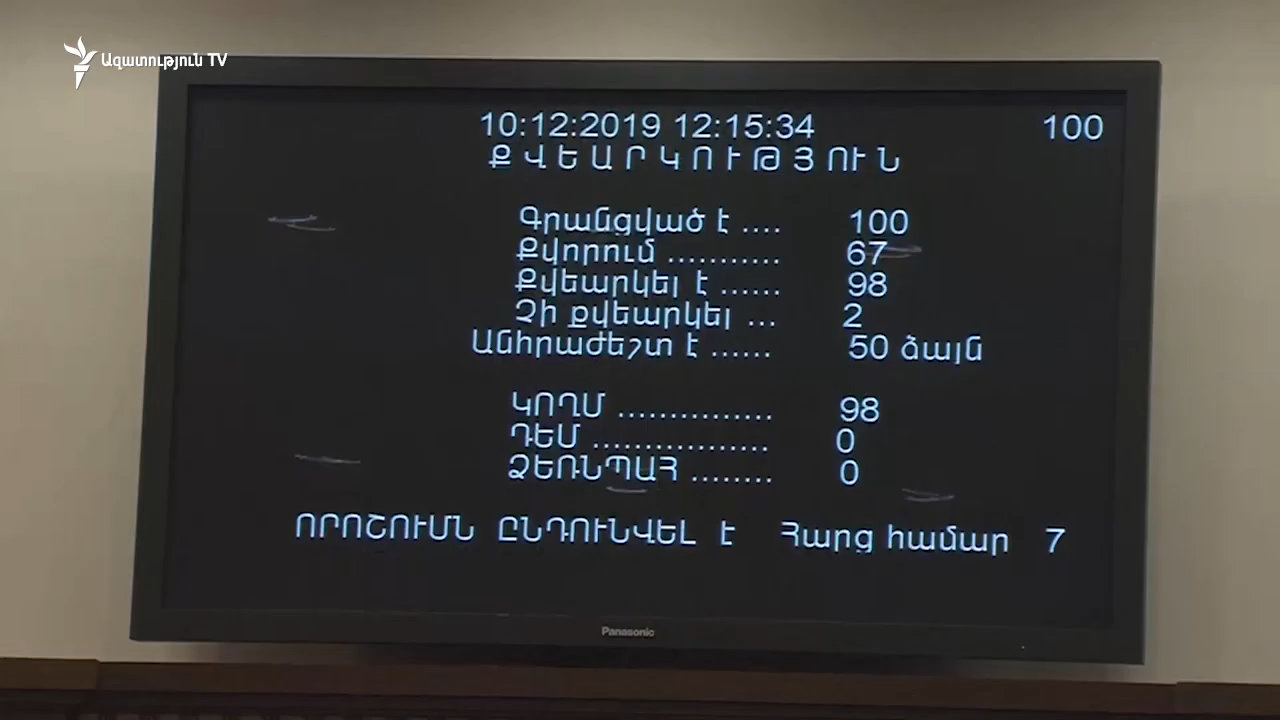 Ազատություն TV
10:12:2019 12:15:34 100
Ք Վ Ե Ա Ր Կ Ո Ւ Թ Յ ՈՒ Ն
Գրանցված է .... 100
Քվորում ........... 67
Քվեարկել է ...... 98
Չի քվեարկել ... 2
Անհրաժեշտ է ...... 50 ձայն
ԿՈՂՄ ............... 98
ԴԵՄ ................. 0
ՁԵՌՆՊԱՀ ........ 0
ՈՐՈՇՈՒՄՆ ԸՆԴՈՒՆՎԵԼ է Հարց համար 7
Panasonic